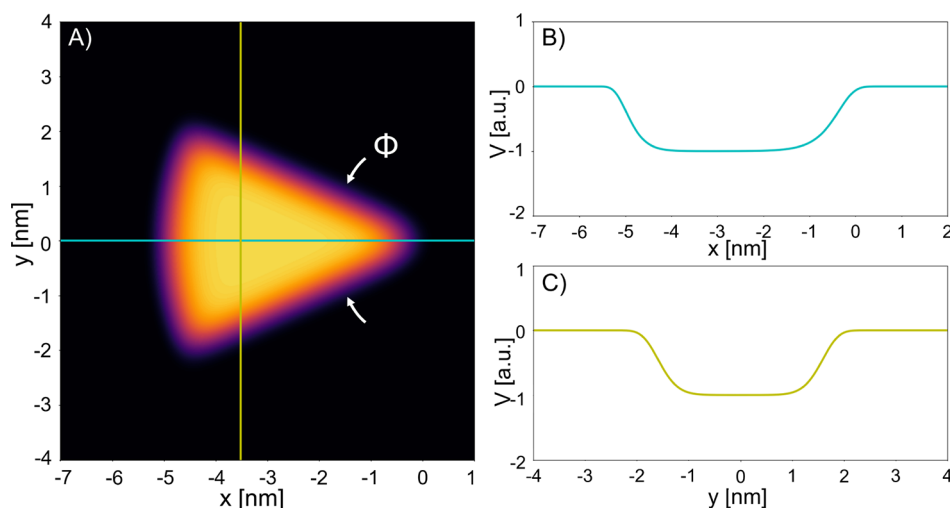 A)
Φ
4
3
2
1
0
-1
-2
-3
-4
y [nm]
-7 -6 -5 -4 -3 -2 -1 0 1
x [nm]
B)
1
0
-1
-2
V [a.u.]
-7 -6 -5 -4 -3 -2 -1 0 1 2
x [nm]
C)
1
0
-1
-2
V [a.u.]
-4 -3 -2 -1 0 1 2 3 4
y [nm]